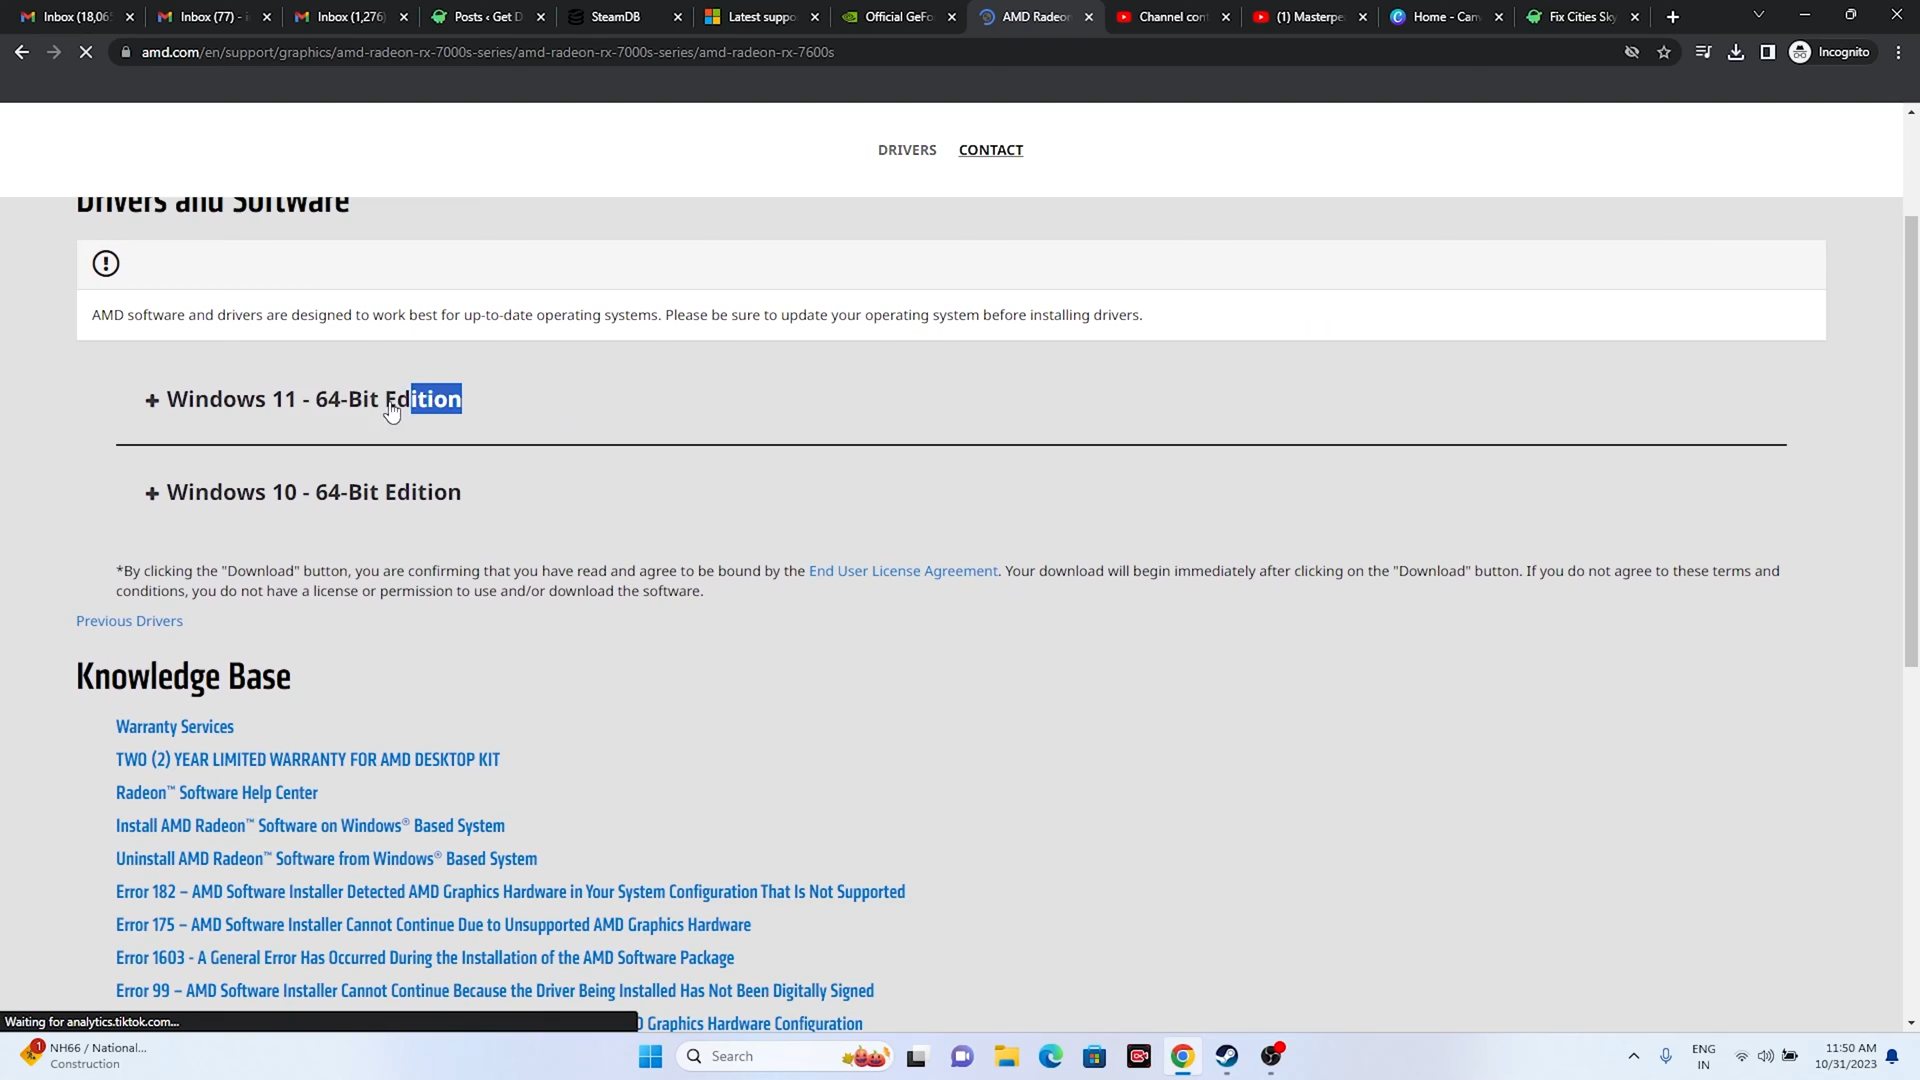 Inbox (18,06
Inbox (77) - i
Inbox (1,276)
Posts ‹ Get D
SteamDB
Latest suppo
Official GeFo
AMD Radeon
Channel cont
(1) Masterpe
Home - Can
Fix Cities Sky
amd.com/en/support/graphics/amd-radeon-rx-7000s-series/amd-radeon-rx-7000s-series/amd-radeon-rx-7600s
Incognito
DRIVERS CONTACT
Drivers and Software
AMD software and drivers are designed to work best for up-to-date operating systems. Please be sure to update your operating system before installing drivers.
+ Windows 11 - 64-Bit Edition
+ Windows 10 - 64-Bit Edition
*By clicking the "Download" button, you are confirming that you have read and agree to be bound by the End User License Agreement. Your download will begin immediately after clicking on the "Download" button. If you do not agree to these terms and
conditions, you do not have a license or permission to use and/or download the software.
Previous Drivers
Knowledge Base
Warranty Services
TWO (2) YEAR LIMITED WARRANTY FOR AMD DESKTOP KIT
Radeon™ Software Help Center
Install AMD Radeon™ Software on Windows® Based System
Uninstall AMD Radeon™ Software from Windows® Based System
Error 182 – AMD Software Installer Detected AMD Graphics Hardware in Your System Configuration That Is Not Supported
Error 175 – AMD Software Installer Cannot Continue Due to Unsupported AMD Graphics Hardware
Error 1603 - A General Error Has Occurred During the Installation of the AMD Software Package
Error 99 – AMD Software Installer Cannot Continue Because the Driver Being Installed Has Not Been Digitally Signed
Waiting for analytics.tiktok.com...
D Graphics Hardware Configuration
1
NH66 / National...
Construction
Search
ENG
IN
11:50 AM
10/31/2023